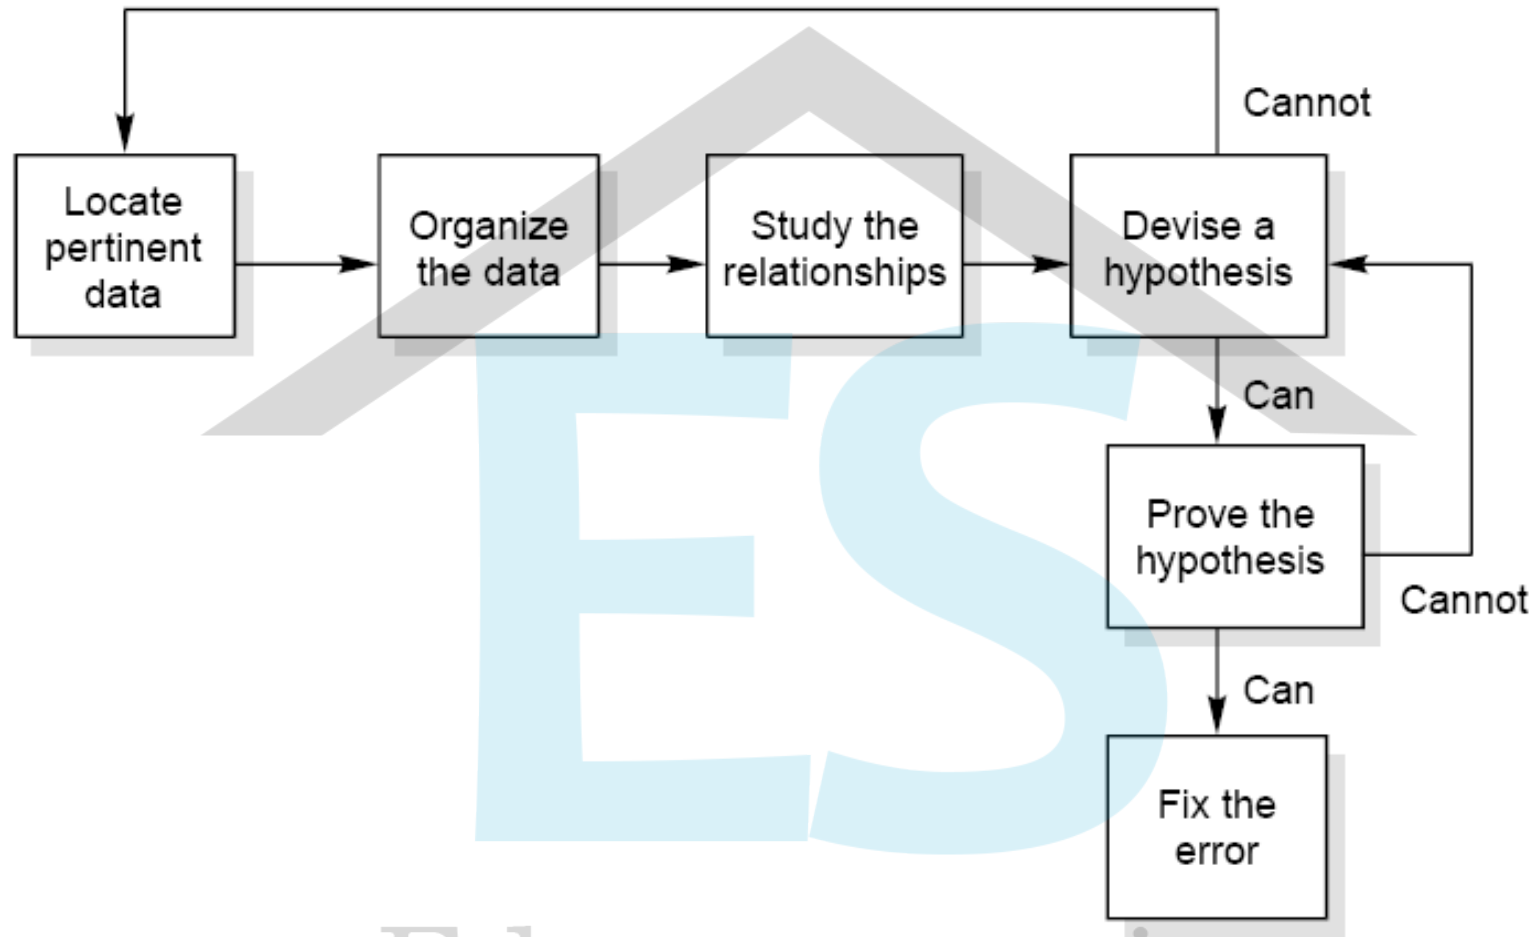 Cannot
Locate
pertinent
data
Organize
the data
Study the
relationships
Devise a
hypothesis
Can
Prove the
hypothesis
Cannot
Can
Fix the
error
ES